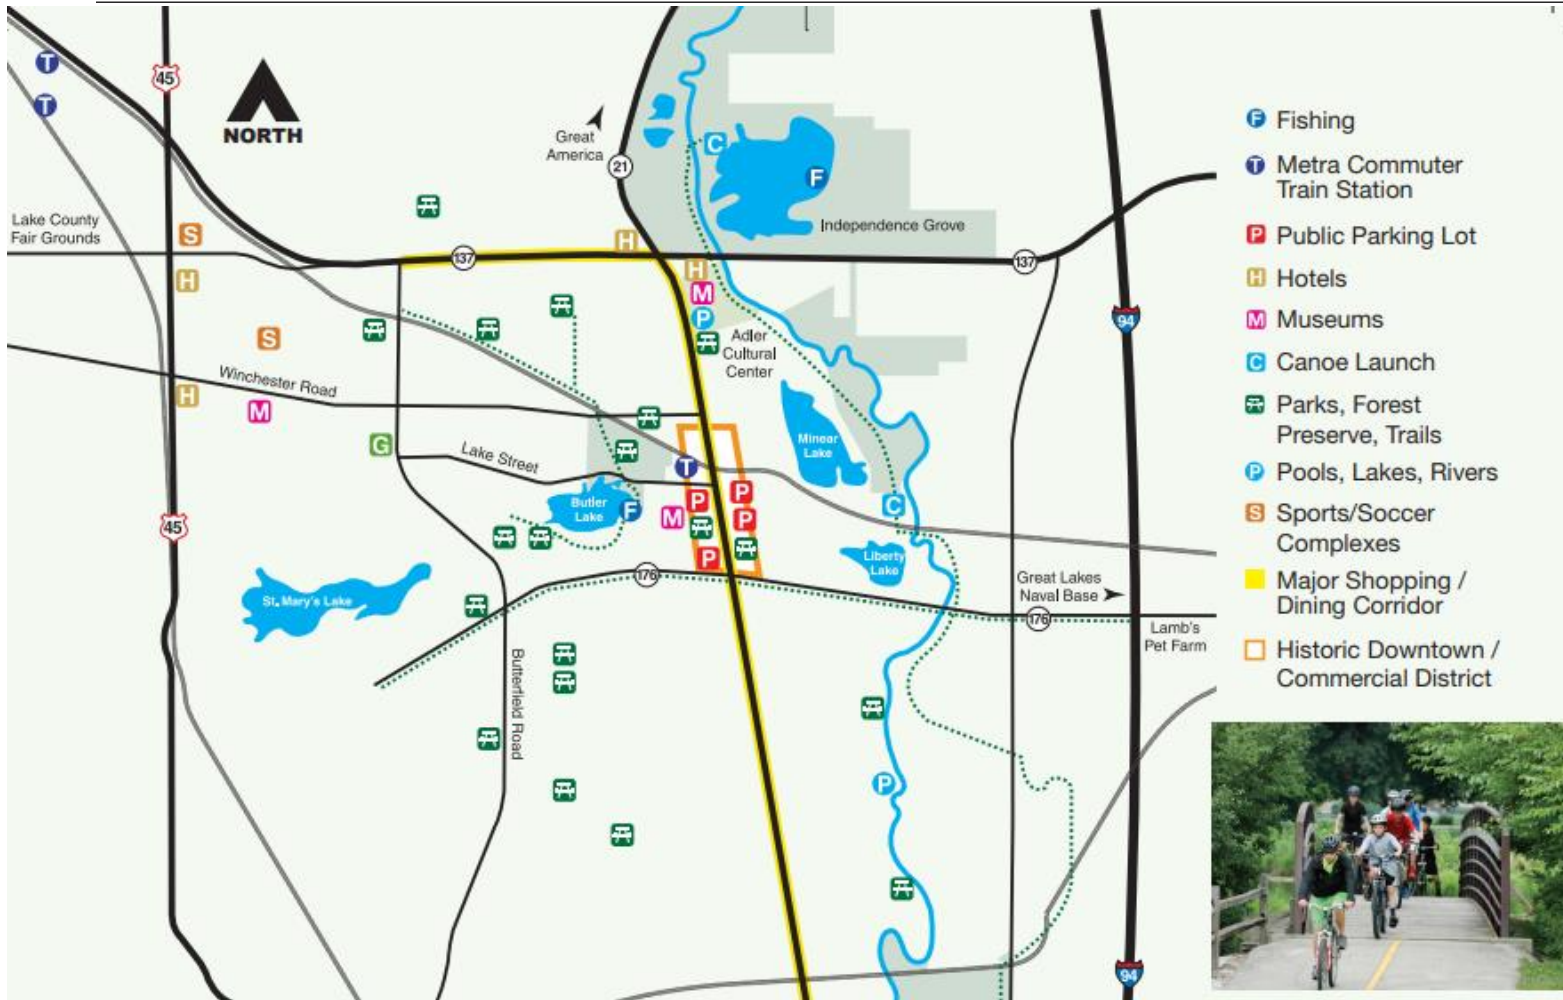 T
T
45
NORTH
Great
America
21
C
F
Lake County
Fair Grounds
S
H
137
H
H
Independence Grove
137
M
P
Adler
Cultural
Center
94
S
Winchester Road
H
M
G
Lake Street
T
Minear
Lake
45
Butler
Lake
F
M
P
P
P
P
C
Liberty
Lake
St. Mary's Lake
176
Great Lakes
Naval Base
176
Lamb's
Pet Farm
Butterfield Road
P
94
F Fishing
T Metra Commuter
Train Station
P Public Parking Lot
H Hotels
M Museums
C Canoe Launch
Parks, Forest
Preserve, Trails
P Pools, Lakes, Rivers
S Sports/Soccer
Complexes
Major Shopping /
Dining Corridor
Historic Downtown /
Commercial District